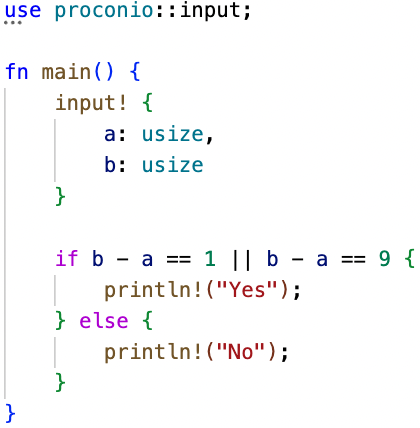 use proconio::input;

fn main() {
    input! {
        a: usize,
        b: usize
    }

    if b - a == 1 || b - a == 9 {
        println!("Yes");
    } else {
        println!("No");
    }
}